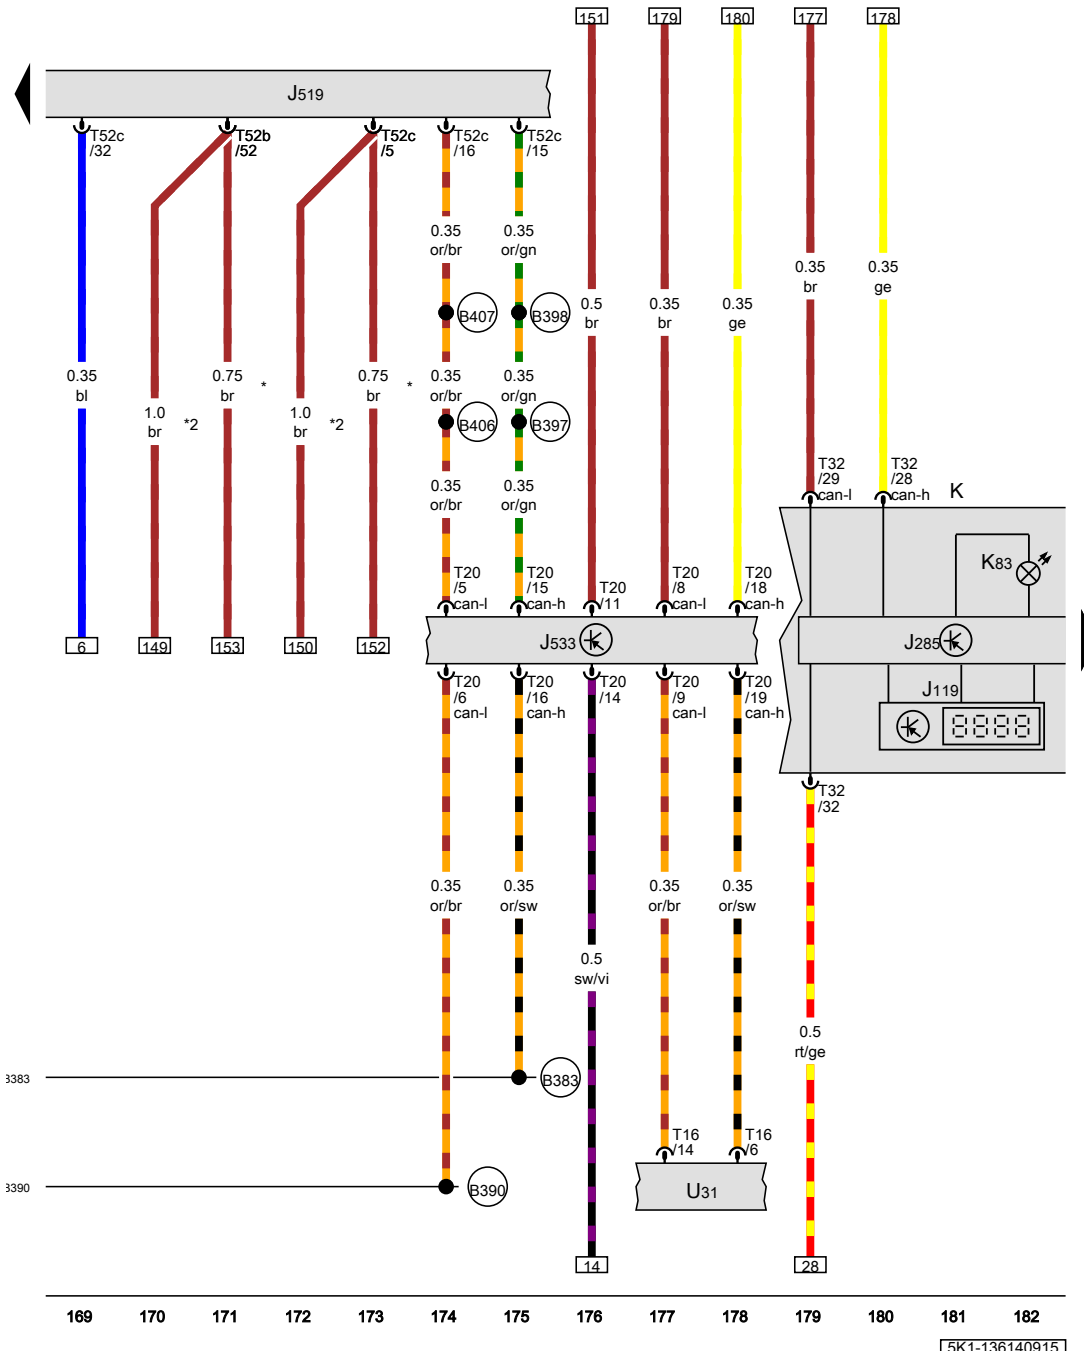 151 179 180 177 178
J519
T52c /32
T52b /52
T52c /5
T52c /16
T52c /15
0.35 or/br
0.35 or/gn
0.35 br
0.35 ge
B407
B398
0.5 br
0.35 br
0.35 ge
0.35 bl
0.75 br *
0.75 br *
0.35 or/br
0.35 or/gn
1.0 br *2
1.0 br *2
B406
B397
T32 /29 can-l
T32 /28 can-h
K
0.35 or/br
0.35 or/gn
K83
T20 /5 can-l
T20 /15 can-h
T20 /11
T20 /8 can-l
T20 /18 can-h
6 149 153 150 152
J533
J285
T20 /6 can-l
T20 /16 can-h
T20 /14
T20 /9 can-l
T20 /19 can-h
J119
8888
T32 /32
0.35 or/br
0.35 or/sw
0.35 or/br
0.35 or/sw
0.5 sw/vi
0.5 rt/ge
B383
T16 /14
T16 /6
B390
U31
14 28
169 170 171 172 173 174 175 176 177 178 179 180 181 182
5K1-136140915